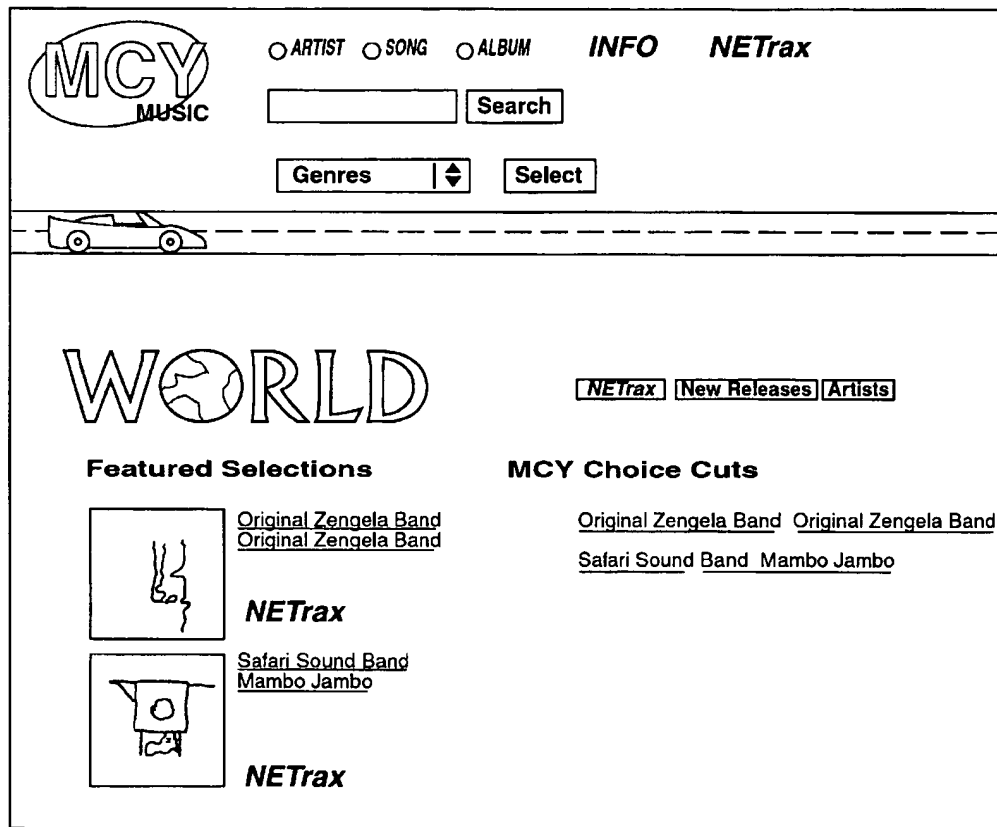 MCY
MUSIC
ARTIST SONG ALBUM INFO NETrax
Search
Genres Select
WORLD
NETrax New Releases Artists
Featured Selections
Original Zengela Band
Original Zengela Band
NETrax
Safari Sound Band
Mambo Jambo
NETrax
MCY Choice Cuts
Original Zengela Band Original Zengela Band
Safari Sound Band Mambo Jambo